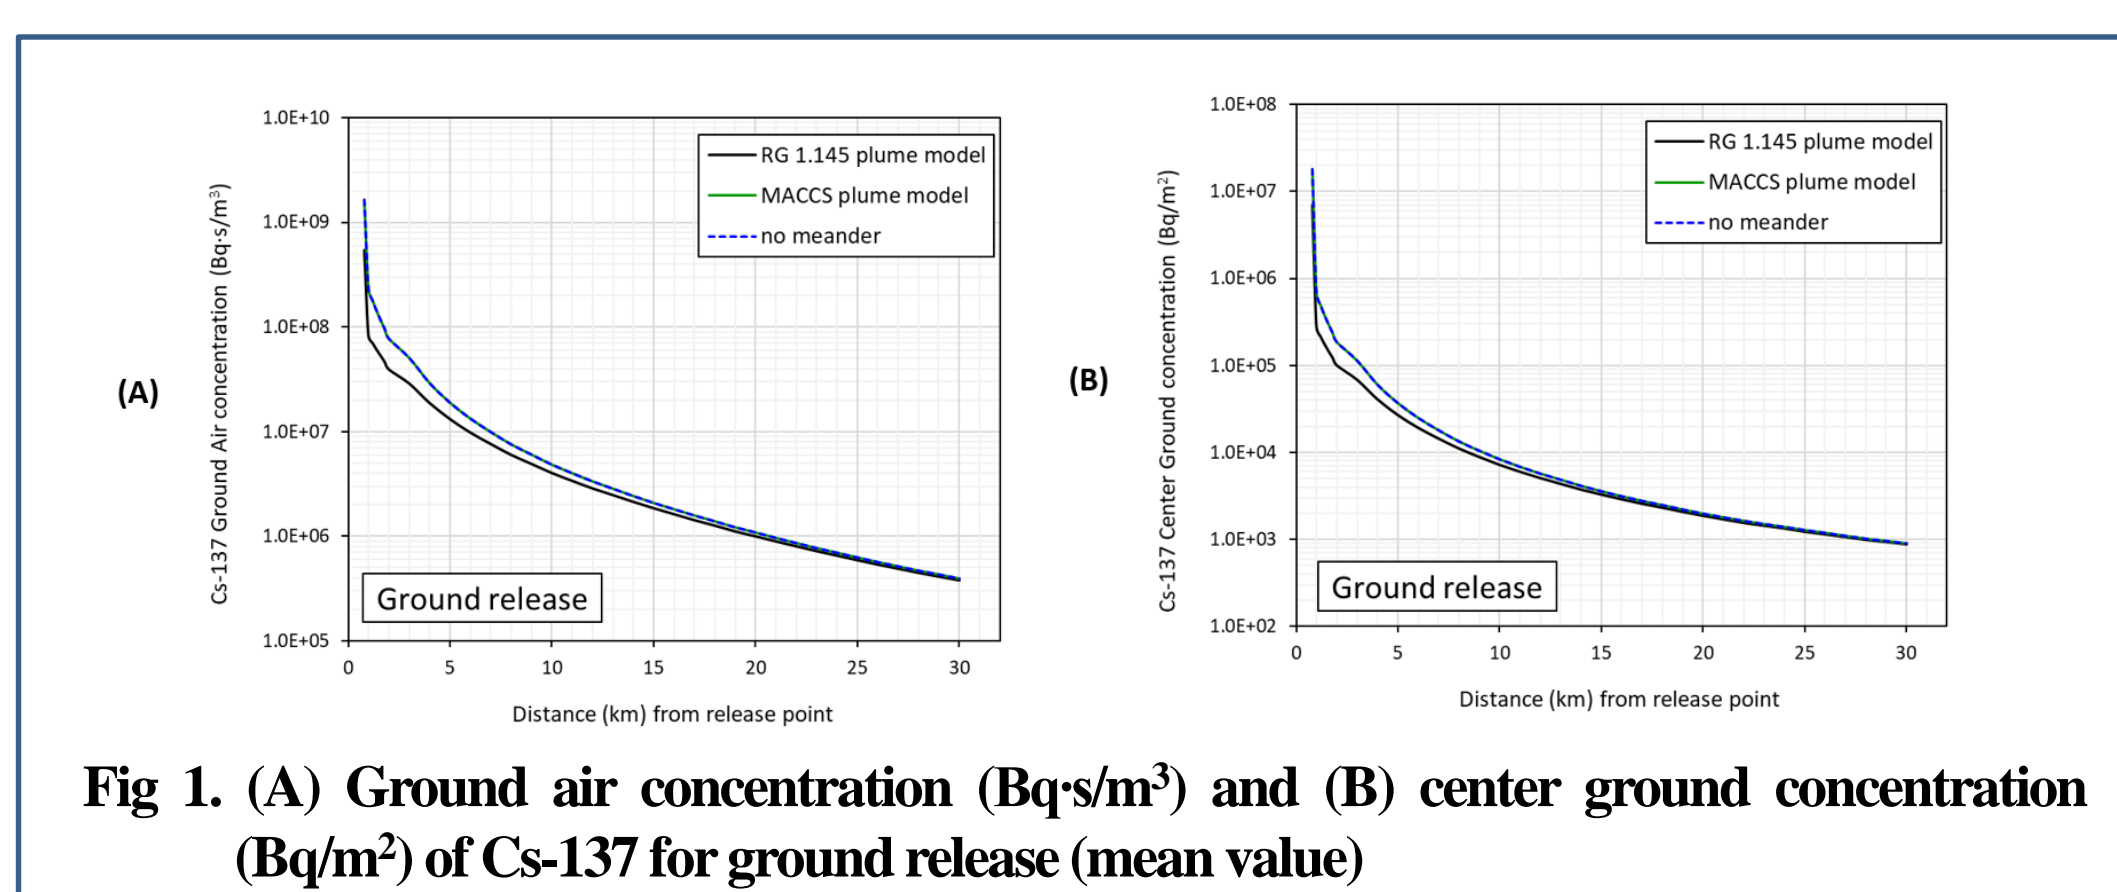 (A)
Cs-137 Ground Air concentration (Bq·s/m³)
1.0E+10
1.0E+09
1.0E+08
1.0E+07
1.0E+06
1.0E+05
RG 1.145 plume model
MACCS plume model
no meander
Ground release
0 5 10 15 20 25 30
Distance (km) from release point
(B)
Cs-137 Center Ground concentration (Bq/m²)
1.0E+08
1.0E+07
1.0E+06
1.0E+05
1.0E+04
1.0E+03
1.0E+02
RG 1.145 plume model
MACCS plume model
no meander
Ground release
0 5 10 15 20 25 30
Distance (km) from release point
Fig 1. (A) Ground air concentration (Bq·s/m³) and (B) center ground concentration
(Bq/m²) of Cs-137 for ground release (mean value)